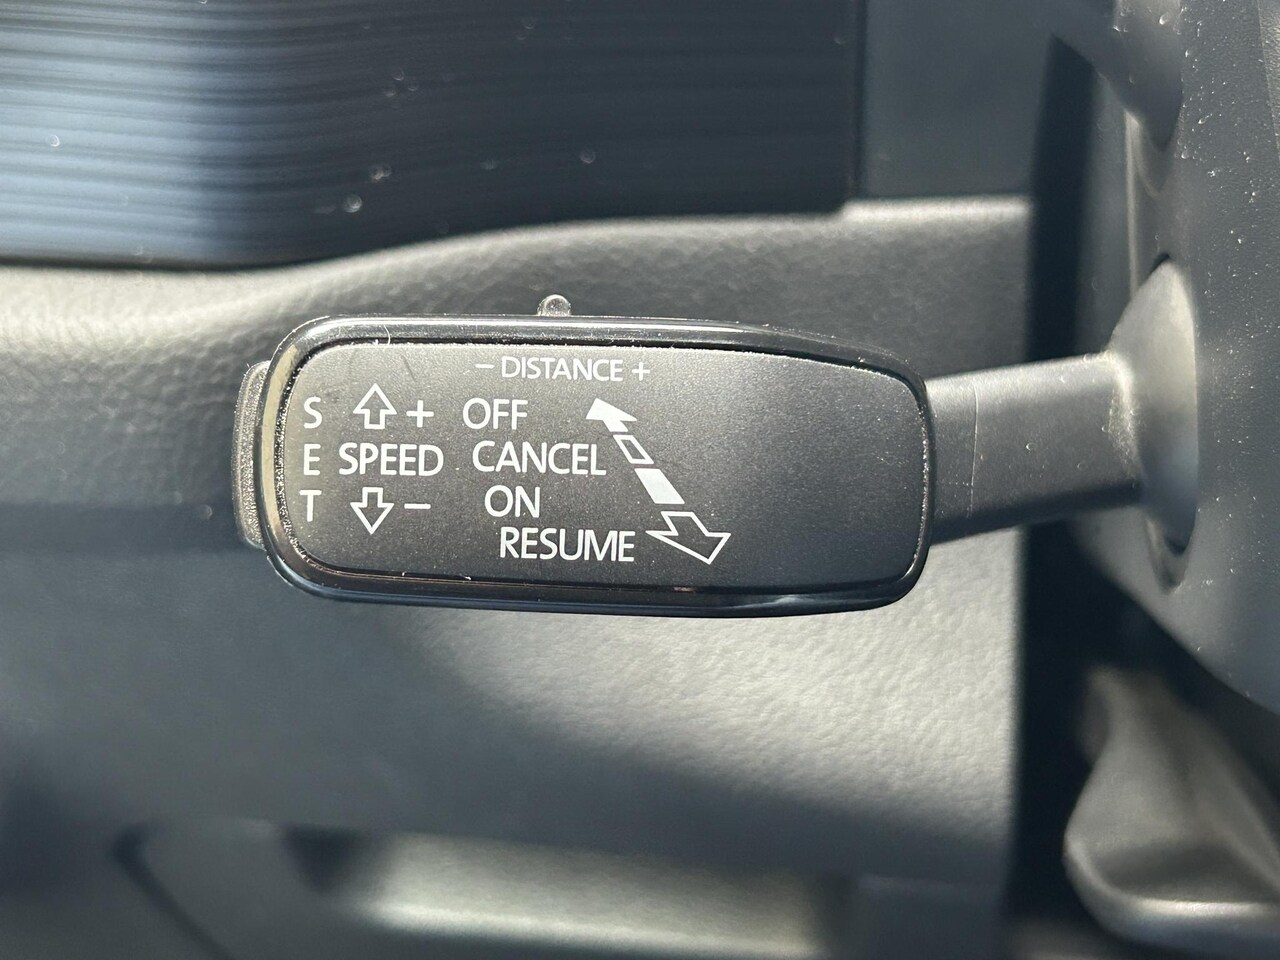 − DISTANCE +
S + OFF
E SPEED CANCEL
T − ON
RESUME